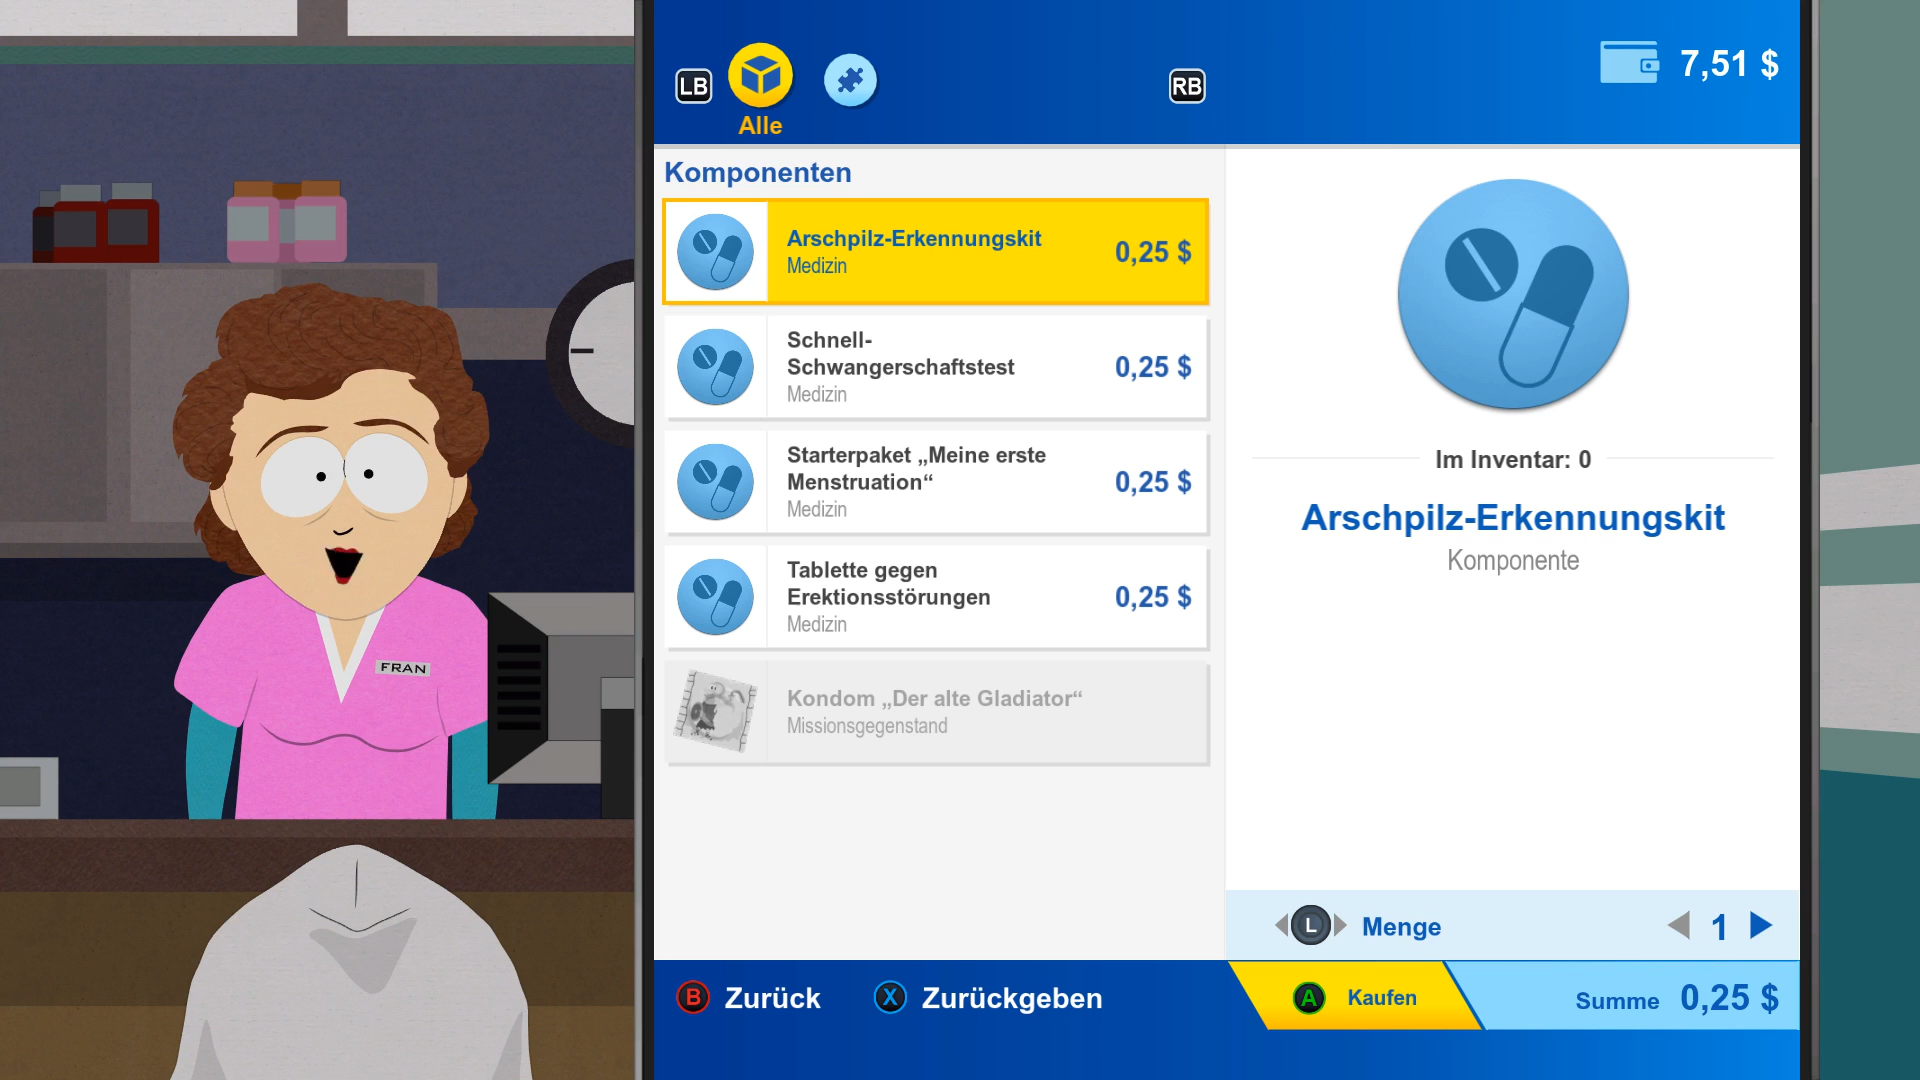 LB
Alle
RB
7,51 $
Komponenten
Arschpilz-Erkennungskit
Medizin
0,25 $
Schnell-
Schwangerschaftstest
Medizin
0,25 $
Starterpaket „Meine erste
Menstruation“
Medizin
0,25 $
Tablette gegen
Erektionsstörungen
Medizin
0,25 $
Kondom „Der alte Gladiator“
Missionsgegenstand
Im Inventar: 0
Arschpilz-Erkennungskit
Komponente
L Menge 1
B Zurück
X Zurückgeben
A Kaufen
Summe 0,25 $
FRAN